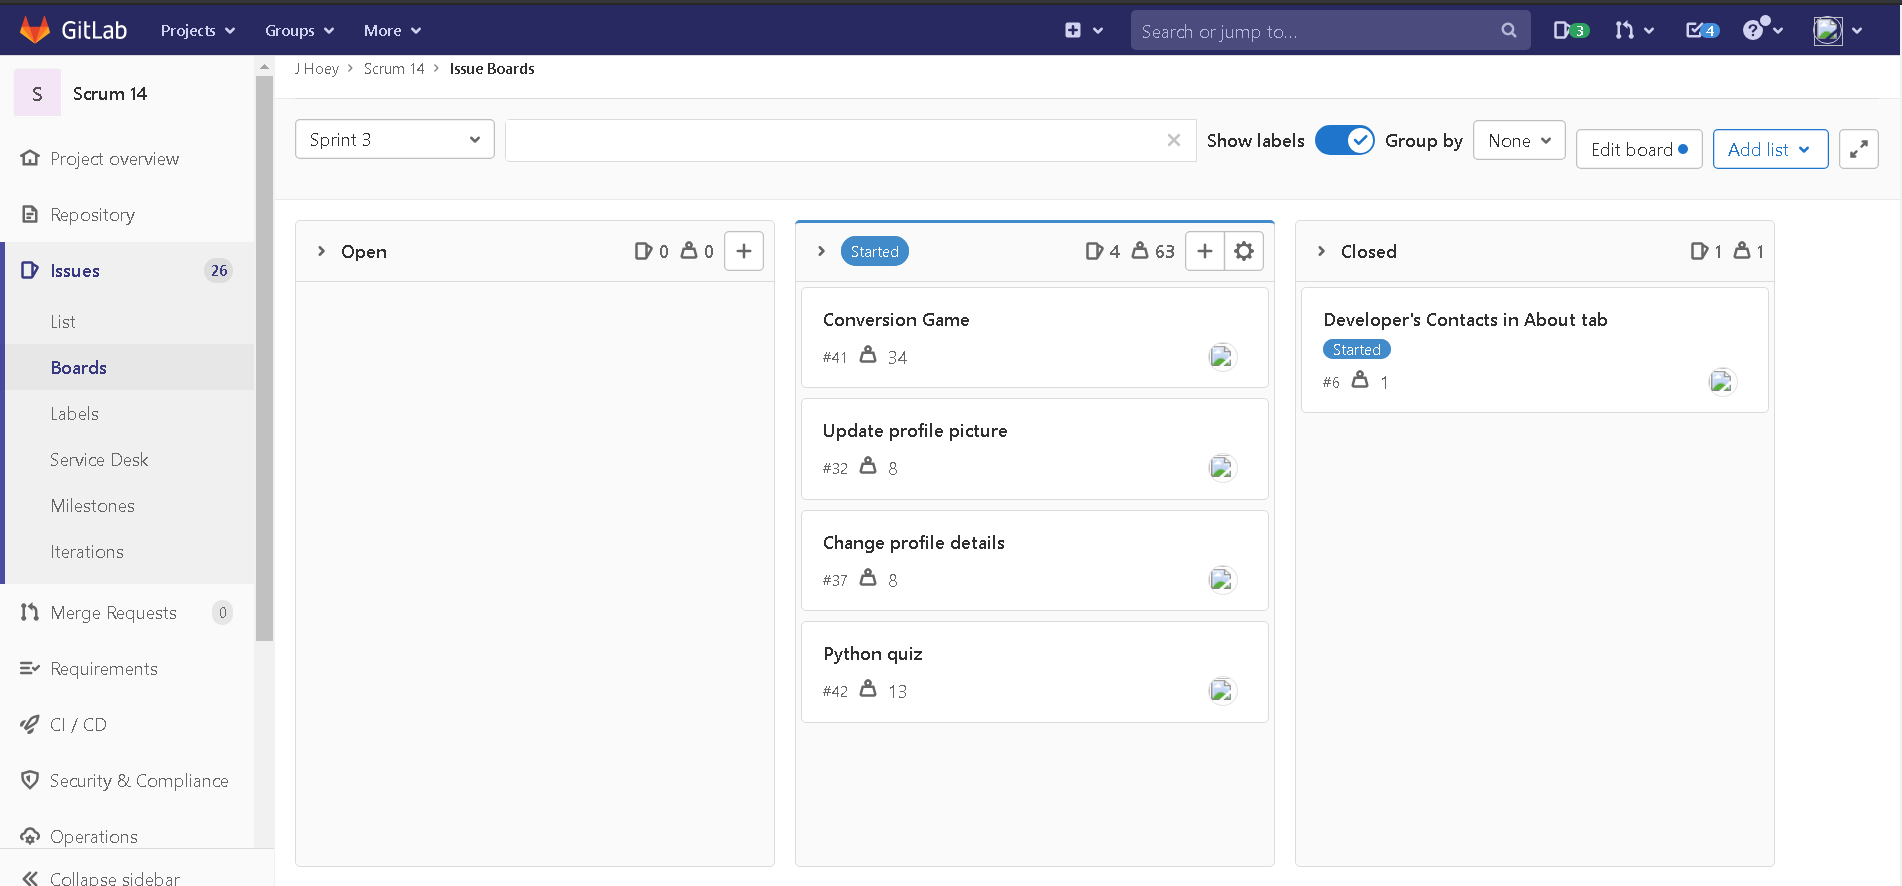 GitLab
Projects
Groups
More
Search or jump to...
3
4
J Hoey > Scrum 14 > Issue Boards
S
Scrum 14
Project overview
Repository
Issues 26
List
Boards
Labels
Service Desk
Milestones
Iterations
Merge Requests 0
Requirements
CI / CD
Security & Compliance
Operations
Collapse sidebar
Sprint 3
Show labels
Group by
None
Edit board
Add list
Open 0 0
Started 4 63
Conversion Game
#41 34
Update profile picture
#32 8
Change profile details
#37 8
Python quiz
#42 13
Closed 1 1
Developer's Contacts in About tab
Started
#6 1